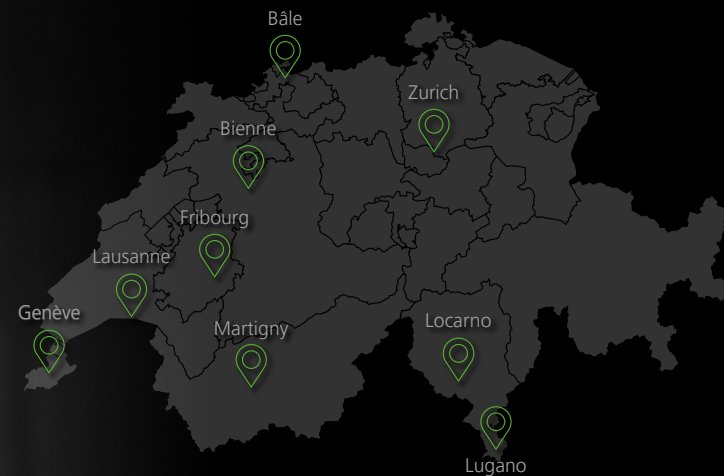 Bâle
Zurich
Bienne
Fribourg
Lausanne
Genève
Martigny
Locarno
Lugano